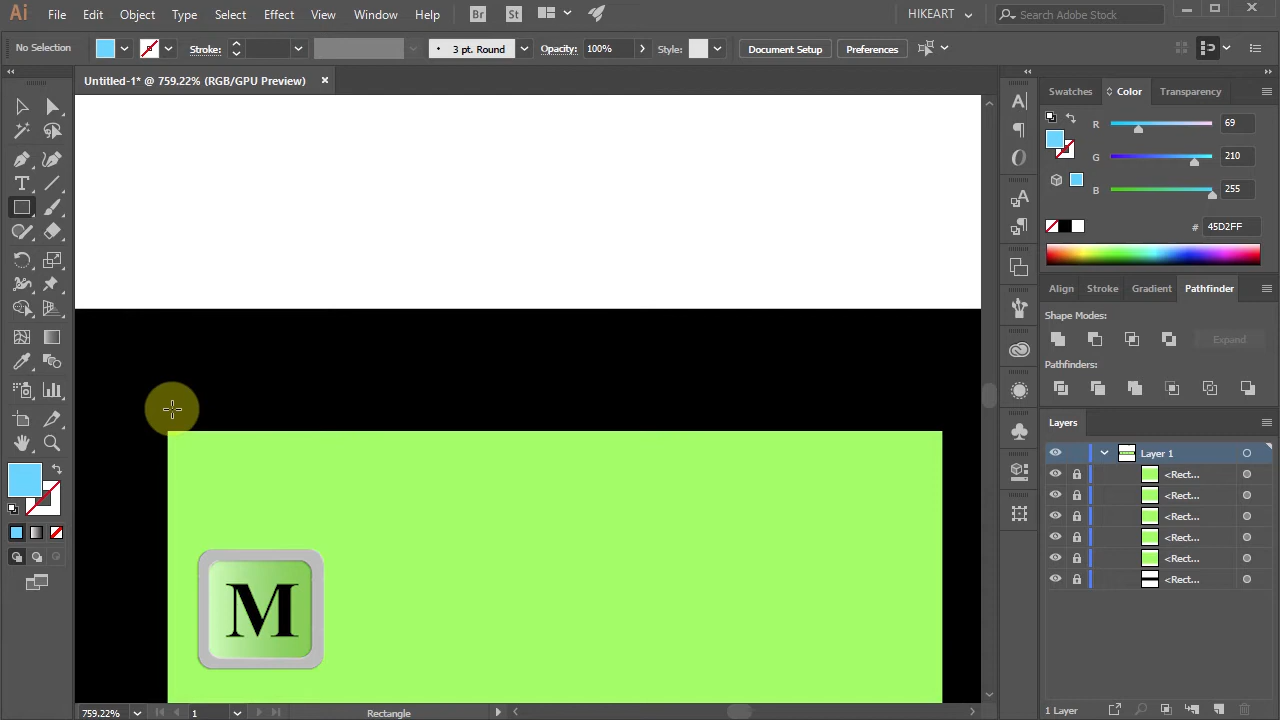 Ai File Edit Object Type Select Effect View Window Help Br St HIKEART Search Adobe Stock
No Selection Stroke: 3 pt. Round Opacity: 100% Style: Document Setup Preferences
Untitled-1* @ 759.22% (RGB/GPU Preview) ×
Swatches Color Transparency
R 69
G 210
B 255
# 45D2FF
Align Stroke Gradient Pathfinder
Shape Modes:
Expand
Pathfinders:
Layers
Layer 1
<Rect...
<Rect...
<Rect...
<Rect...
<Rect...
<Rect...
M
759.22% 1 Rectangle
1 Layer